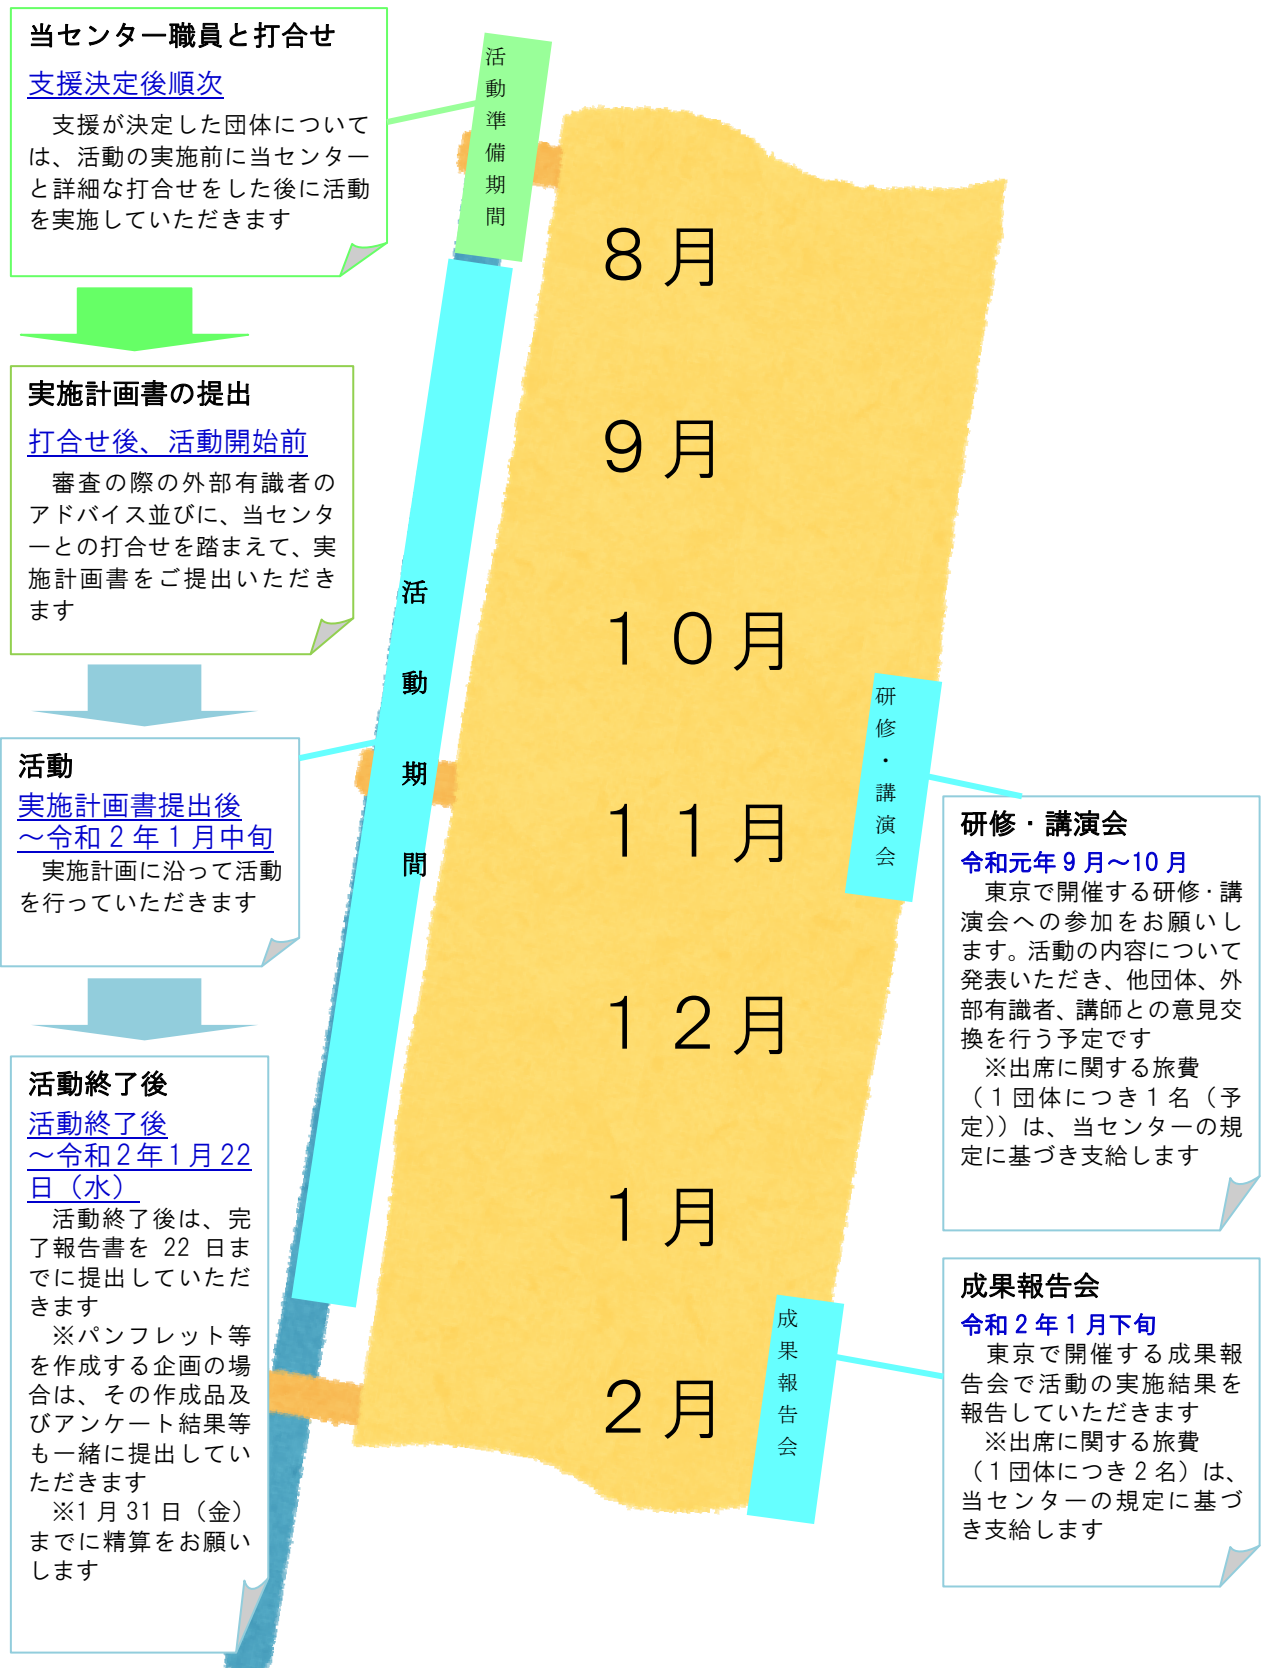 当センター職員と打合せ
支援決定後順次
支援が決定した団体について
は、活動の実施前に当センター
と詳細な打合せをした後に活動
を実施していただきます
実施計画書の提出
打合せ後、活動開始前
審査の際の外部有識者の
アドバイス並びに、当センタ
ーとの打合せを踏まえて、実
施計画書をご提出いただき
ます
活動
実施計画書提出後
～令和２年１月中旬
実施計画に沿って活動
を行っていただきます
活動終了後
活動終了後
～令和２年１月22
日（水）
活動終了後は、完
了報告書を 22 日ま
でに提出していただ
きます
※パンフレット等
を作成する企画の場
合は、その作成品及
びアンケート結果等
も一緒に提出してい
ただきます
※1 月 31 日（金）
までに精算をお願い
します
活動準備期間
活動期間
８月
９月
１０月
１１月
１２月
１月
２月
研修・講演会
成果報告会
研修・講演会
令和元年 9 月～10 月
東京で開催する研修・講
演会への参加をお願いし
ます。活動の内容について
発表いただき、他団体、外
部有識者、講師との意見交
換を行う予定です
※出席に関する旅費
（１団体につき１名（予
定））は、当センターの規
定に基づき支給します
成果報告会
令和２年１月下旬
東京で開催する成果報
告会で活動の実施結果を
報告していただきます
※出席に関する旅費
（１団体につき２名）は、
当センターの規定に基づ
き支給します